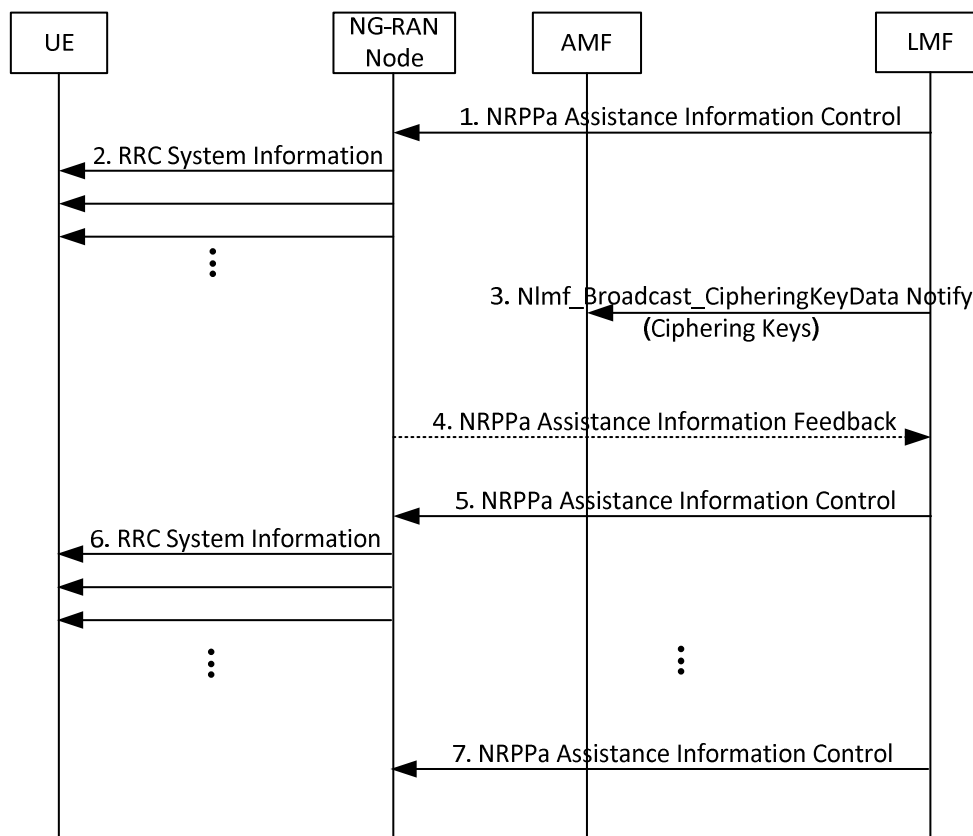 UE
NG-RAN
Node
AMF
LMF
1. NRPPa Assistance Information Control
2. RRC System Information
3. Nlmf_Broadcast_CipheringKeyData Notify
(Ciphering Keys)
4. NRPPa Assistance Information Feedback
5. NRPPa Assistance Information Control
6. RRC System Information
7. NRPPa Assistance Information Control